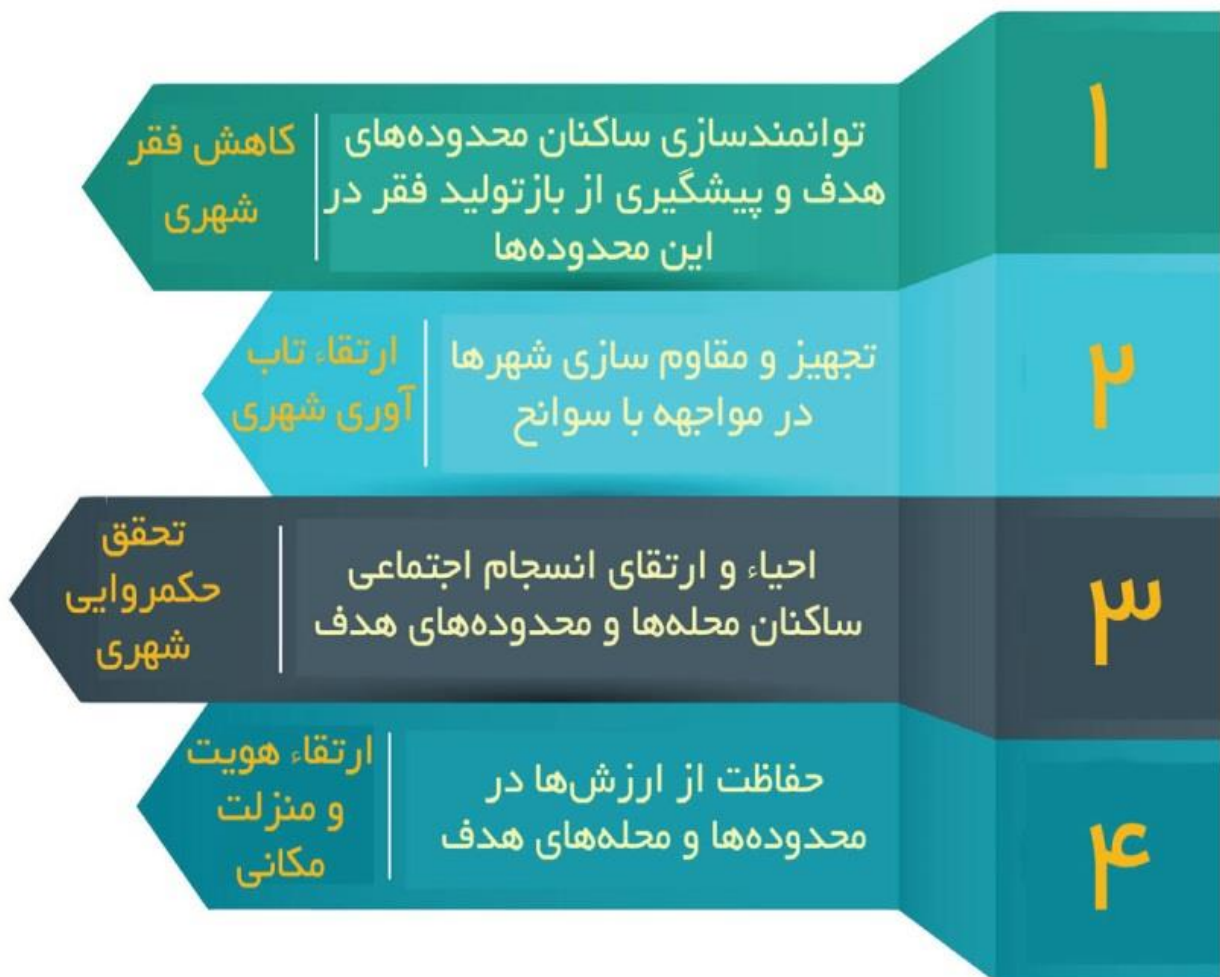 ۱
توانمندسازی ساکنان محدوده‌های
هدف و پیشگیری از بازتولید فقر در
این محدوده‌ها
کاهش فقر
شهری
۲
تجهیز و مقاوم سازی شهرها
در مواجهه با سوانح
ارتقاء تاب
آوری شهری
۳
احیاء و ارتقای انسجام اجتماعی
ساکنان محله‌ها و محدوده‌های هدف
تحقق
حکمروایی
شهری
۴
حفاظت از ارزش‌ها در
محدوده‌ها و محله‌های هدف
ارتقاء هویت
و منزلت
مکانی